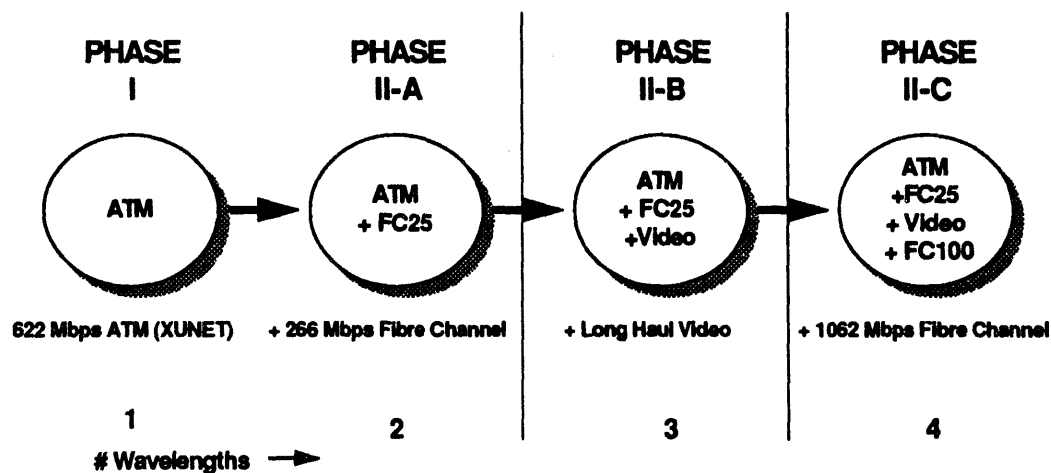 PHASE
I
PHASE
II-A
PHASE
II-B
PHASE
II-C
ATM
ATM
+ FC25
ATM
+ FC25
+Video
ATM
+FC25
+ Video
+ FC100
622 Mbps ATM (XUNET)
+ 266 Mbps Fibre Channel
+ Long Haul Video
+ 1062 Mbps Fibre Channel
1
2
3
4
# Wavelengths